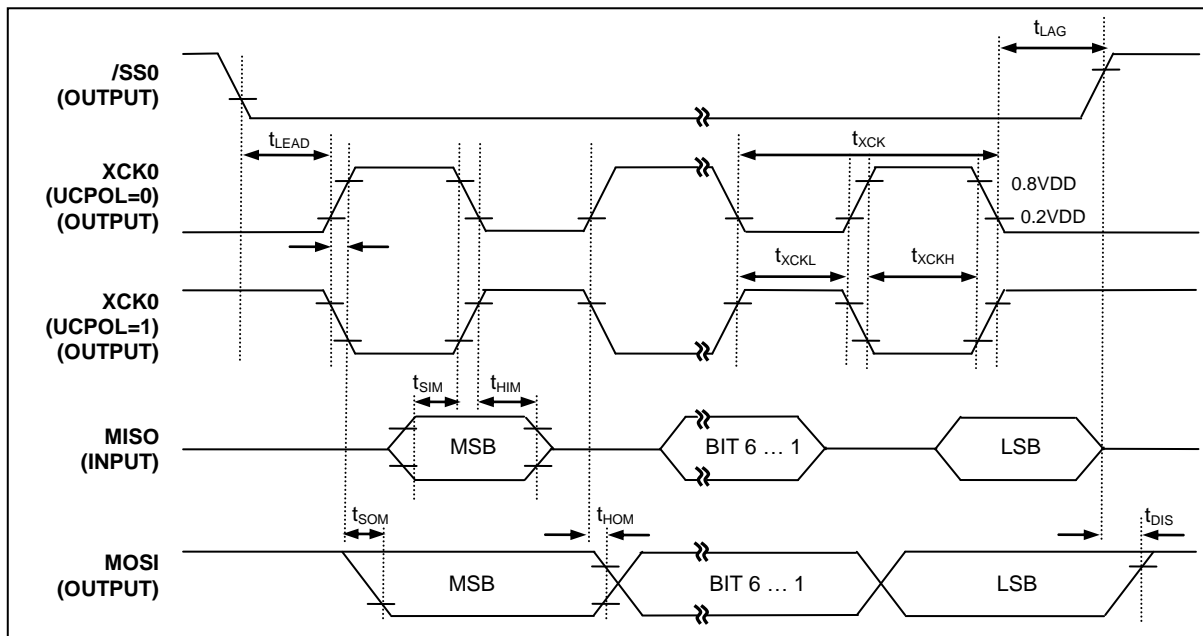 tLAG
/SS0
(OUTPUT)
tLEAD
tXCK
XCK0
(UCPOL=0)
(OUTPUT)
0.8VDD
0.2VDD
tXCKL
tXCKH
XCK0
(UCPOL=1)
(OUTPUT)
tSIM
tHIM
MISO
(INPUT)
MSB
BIT 6 … 1
LSB
tSOM
tHOM
tDIS
MOSI
(OUTPUT)
MSB
BIT 6 … 1
LSB